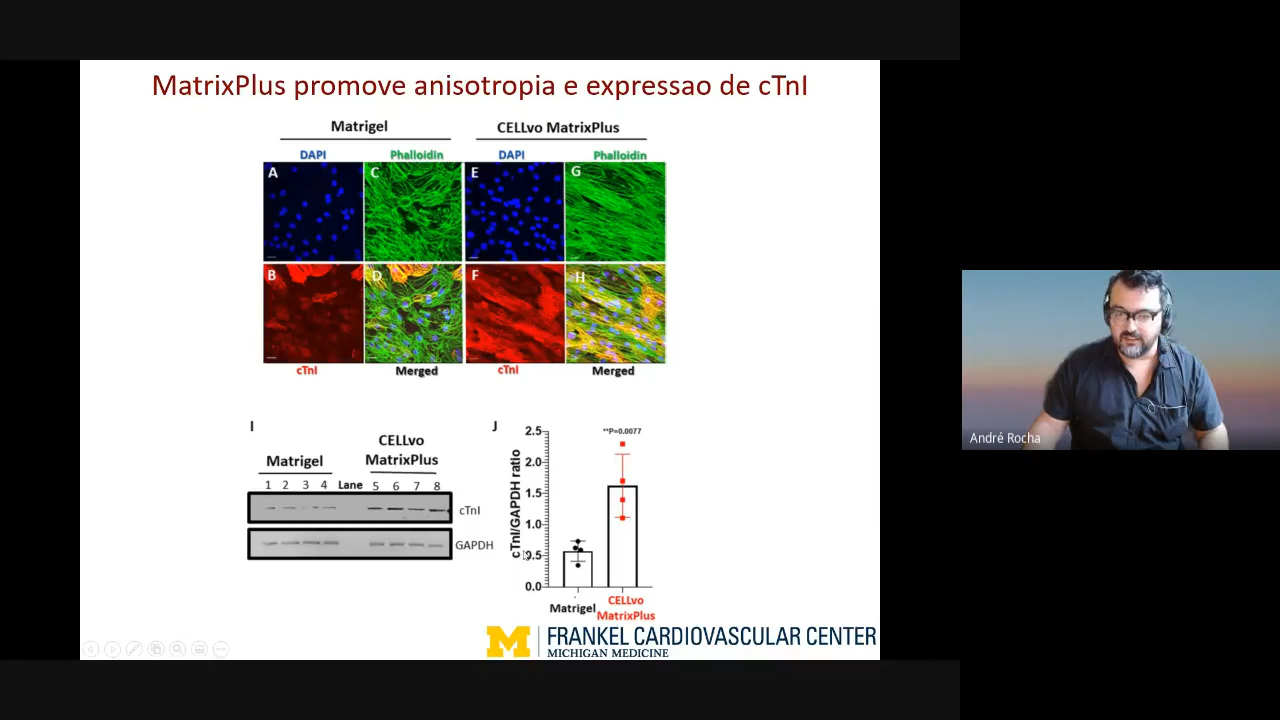 MatrixPlus promove anisotropia e expressao de cTnI
Matrigel
CELLvo MatrixPlus
DAPI
Phalloidin
DAPI
Phalloidin
A
C
E
G
B
D
F
H
cTnI
Merged
cTnI
Merged
I
Matrigel
CELLvo
MatrixPlus
1 2 3 4 Lane 5 6 7 8
cTnI
GAPDH
J
**P=0.0077
cTnI/GAPDH ratio
2.5
2.0
1.5
1.0
0.5
0.0
Matrigel
CELLvo
MatrixPlus
M
FRANKEL CARDIOVASCULAR CENTER
MICHIGAN MEDICINE
André Rocha